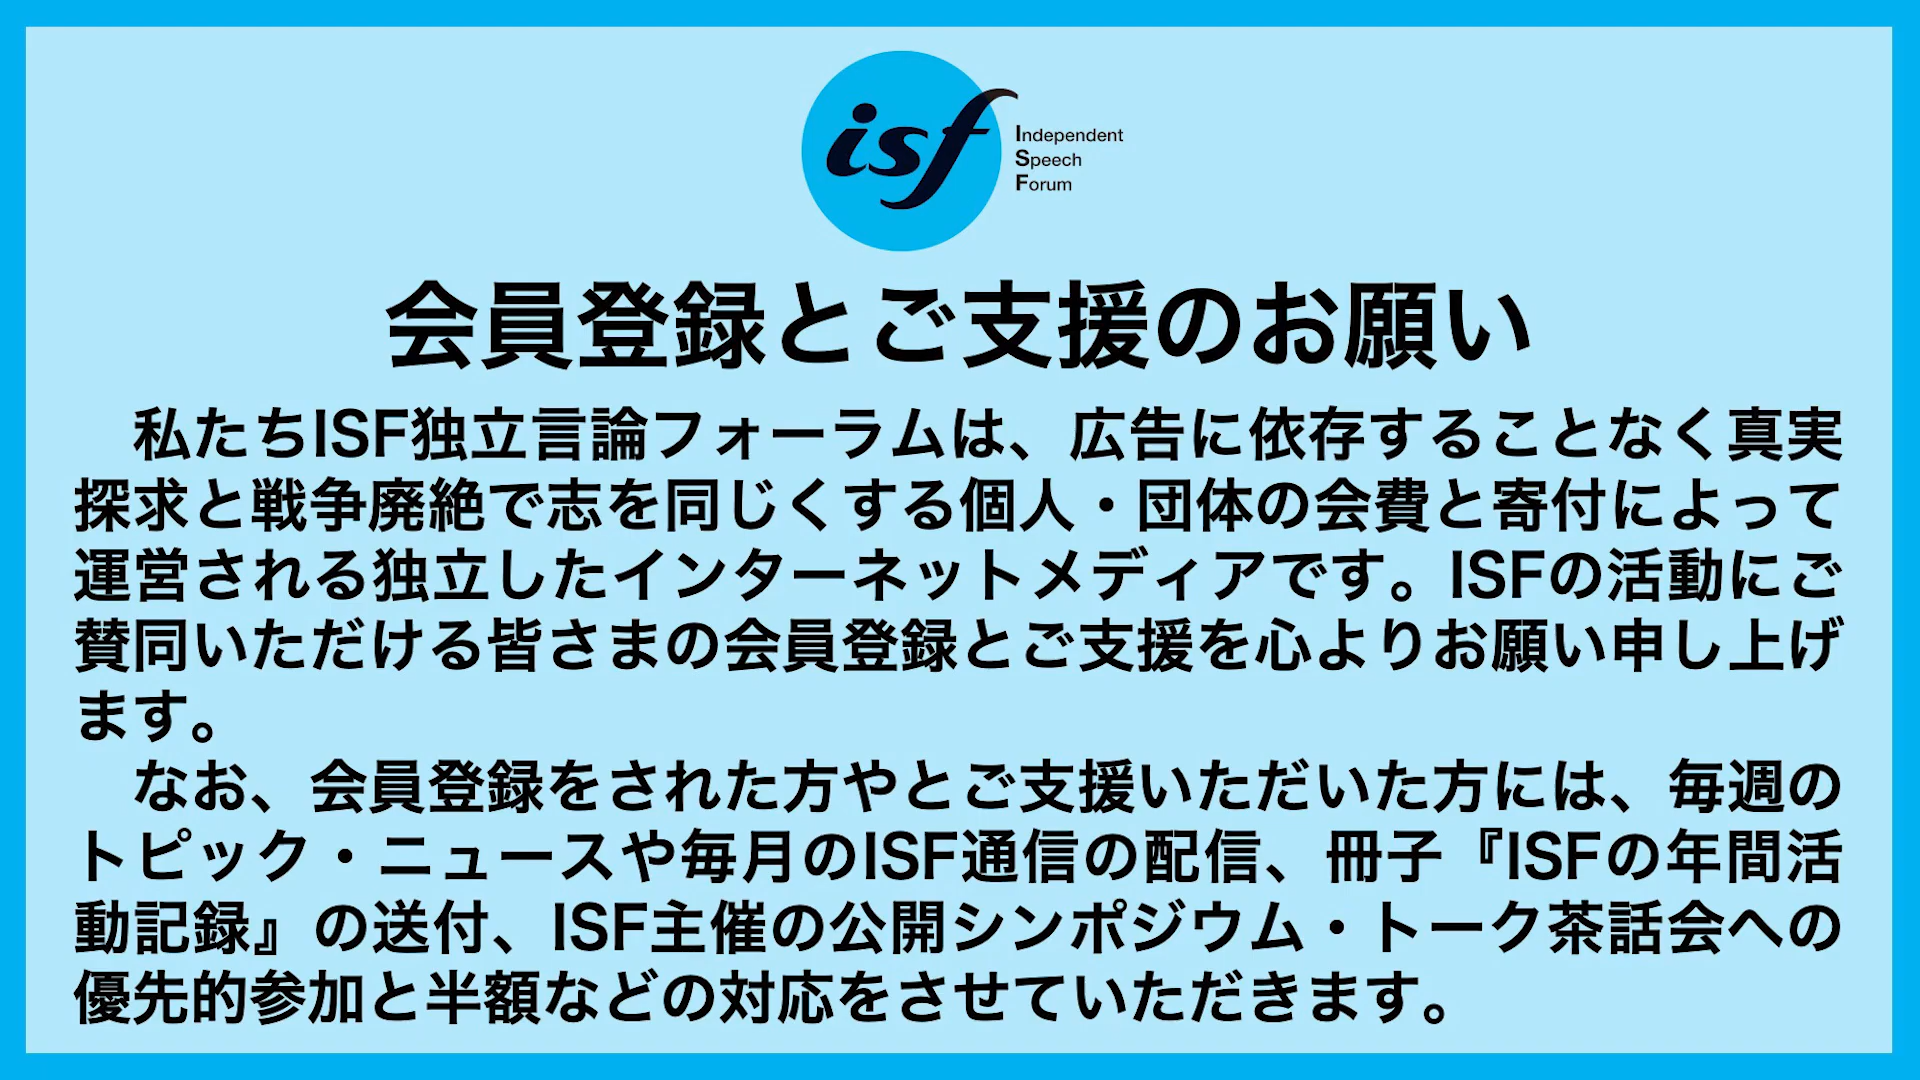 isf
Independent
Speech
Forum
会員登録とご支援のお願い
　私たちISF独立言論フォーラムは、広告に依存することなく真実
探求と戦争廃絶で志を同じくする個人・団体の会費と寄付によって
運営される独立したインターネットメディアです。ISFの活動にご
賛同いただける皆さまの会員登録とご支援を心よりお願い申し上げ
ます。
　なお、会員登録をされた方やとご支援いただいた方には、毎週の
トピック・ニュースや毎月のISF通信の配信、冊子『ISFの年間活
動記録』の送付、ISF主催の公開シンポジウム・トーク茶話会への
優先的参加と半額などの対応をさせていただきます。